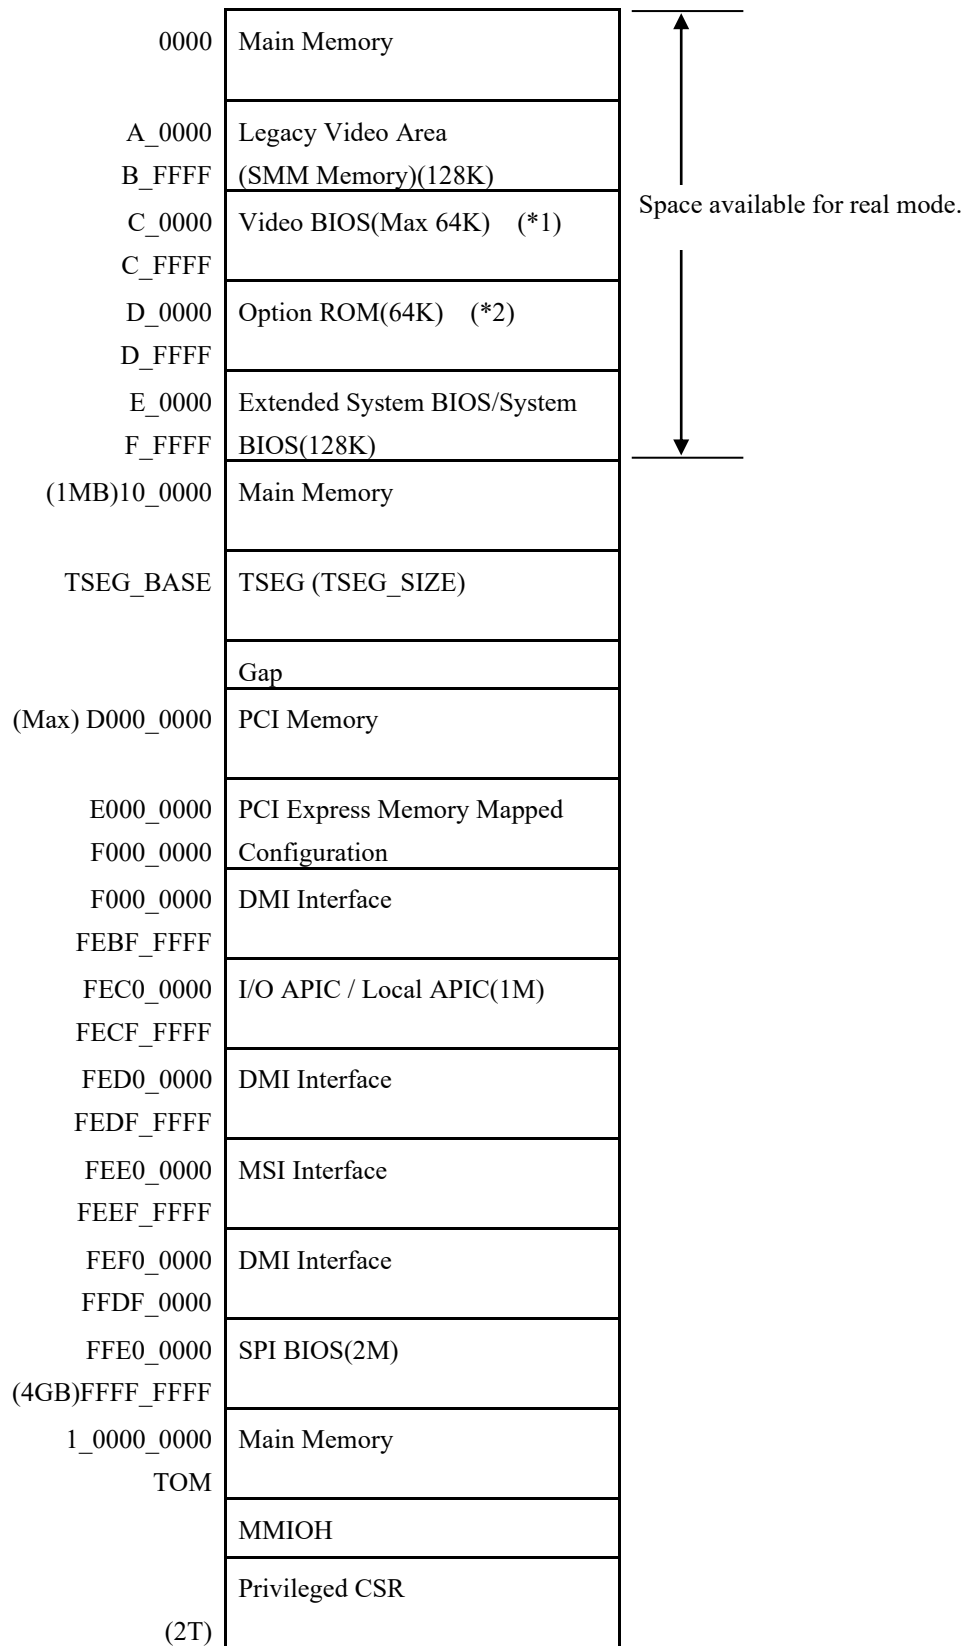 0000 Main Memory
A_0000 Legacy Video Area
B_FFFF (SMM Memory)(128K)
Space available for real mode.
C_0000 Video BIOS(Max 64K) (*1)
C_FFFF
D_0000 Option ROM(64K) (*2)
D_FFFF
E_0000 Extended System BIOS/System
F_FFFF BIOS(128K)
(1MB)10_0000 Main Memory
TSEG_BASE TSEG (TSEG_SIZE)
Gap
(Max) D000_0000 PCI Memory
E000_0000 PCI Express Memory Mapped
F000_0000 Configuration
F000_0000 DMI Interface
FEBF_FFFF
FEC0_0000 I/O APIC / Local APIC(1M)
FECF_FFFF
FED0_0000 DMI Interface
FEDF_FFFF
FEE0_0000 MSI Interface
FEEF_FFFF
FEF0_0000 DMI Interface
FFDF_0000
FFE0_0000 SPI BIOS(2M)
(4GB)FFFF_FFFF
1_0000_0000 Main Memory
TOM
MMIOH
Privileged CSR
(2T)